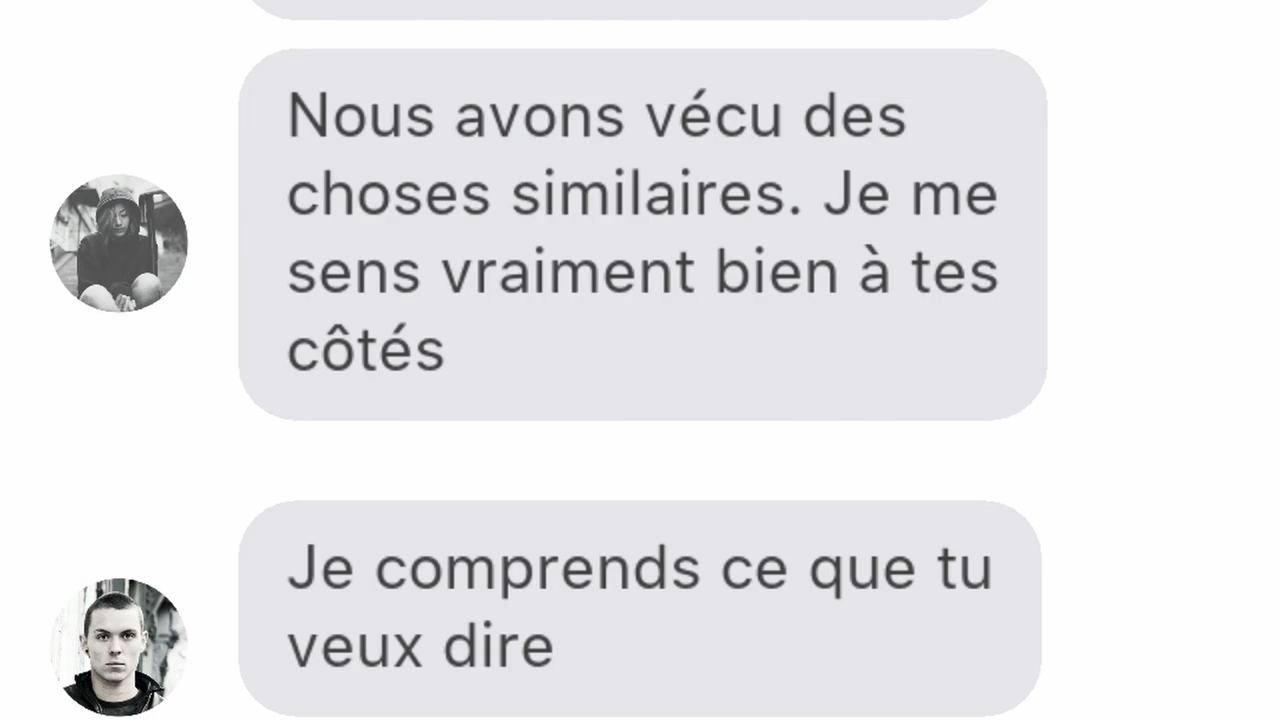 Nous avons vécu des
choses similaires. Je me
sens vraiment bien à tes
côtés
Je comprends ce que tu
veux dire